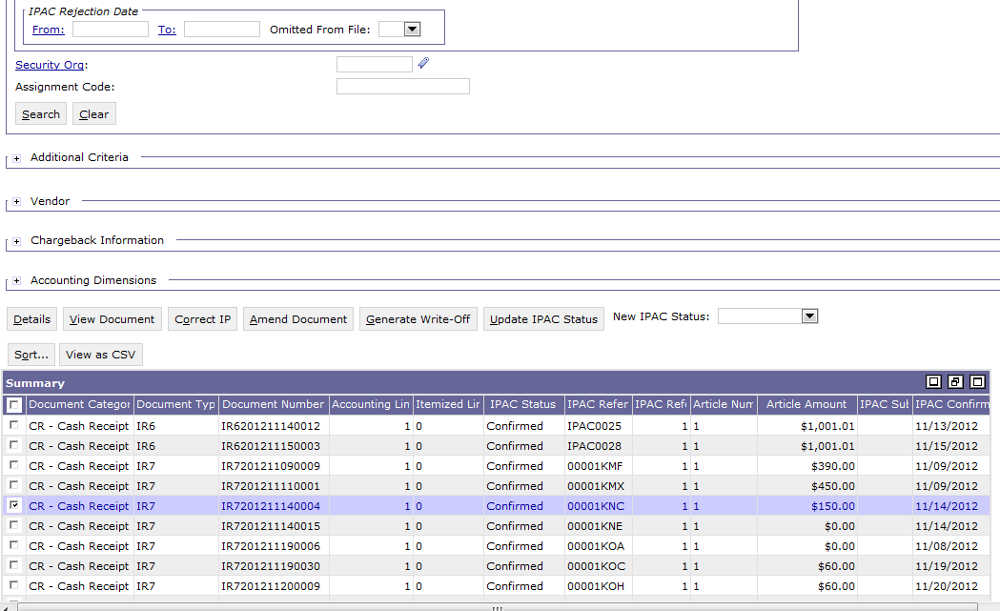 IPAC Rejection Date
From: To: Omitted From File:
Security Org:
Assignment Code:
Search Clear
Additional Criteria
Vendor
Chargeback Information
Accounting Dimensions
Details View Document Correct IP Amend Document Generate Write-Off Update IPAC Status New IPAC Status:
Sort... View as CSV
Summary
Document Categor Document Typ Document Number Accounting Lin Itemized Lir IPAC Status IPAC Refer IPAC Refe Article Num Article Amount IPAC Sul IPAC Confirm
CR - Cash Receipt IR6 IR6201211140012 1 0 Confirmed IPAC0025 1 1 $1,001.01 11/13/2012
CR - Cash Receipt IR6 IR6201211150003 1 0 Confirmed IPAC0028 1 1 $1,001.01 11/15/2012
CR - Cash Receipt IR7 IR7201211090009 1 0 Confirmed 00001KMF 1 1 $390.00 11/09/2012
CR - Cash Receipt IR7 IR7201211110001 1 0 Confirmed 00001KMX 1 1 $450.00 11/09/2012
CR - Cash Receipt IR7 IR7201211140004 1 0 Confirmed 00001KNC 1 1 $150.00 11/14/2012
CR - Cash Receipt IR7 IR7201211140015 1 0 Confirmed 00001KNE 1 1 $0.00 11/14/2012
CR - Cash Receipt IR7 IR7201211190006 1 0 Confirmed 00001KOA 1 1 $0.00 11/08/2012
CR - Cash Receipt IR7 IR7201211190030 1 0 Confirmed 00001KOC 1 1 $60.00 11/19/2012
CR - Cash Receipt IR7 IR7201211200009 1 0 Confirmed 00001KOH 1 1 $60.00 11/20/2012